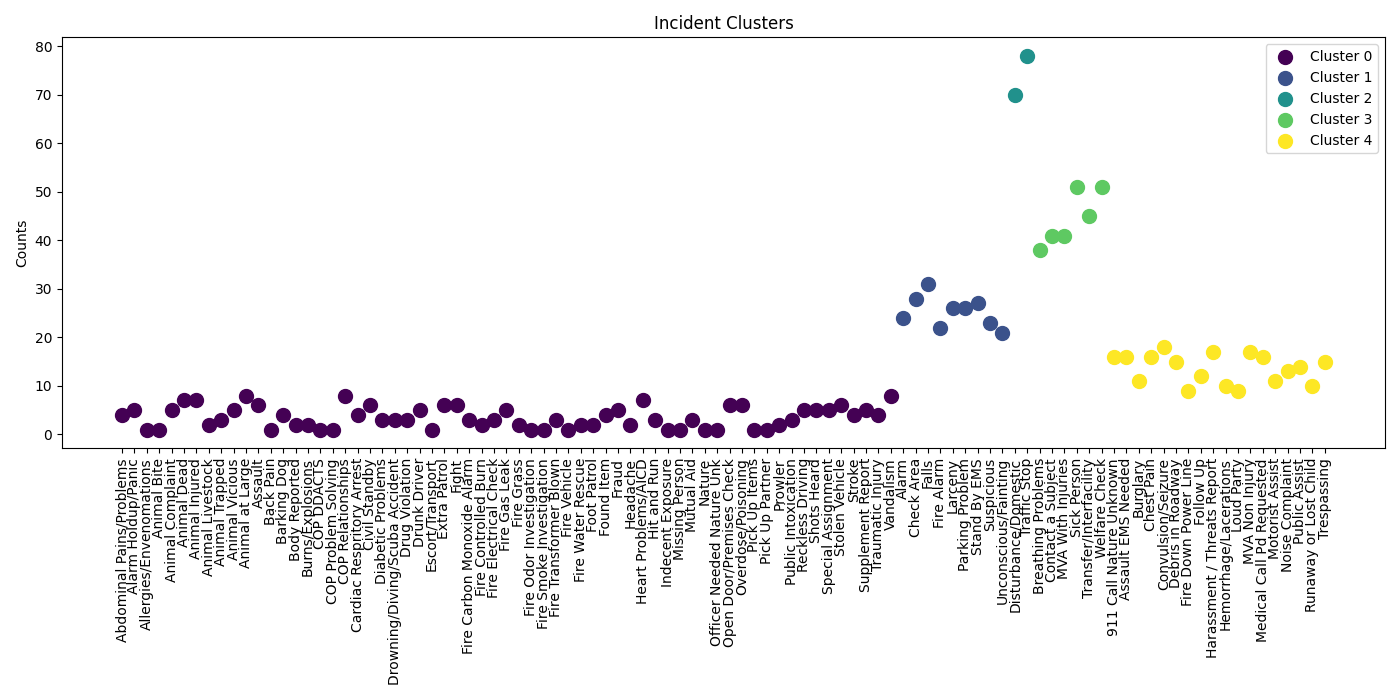 Incident Clusters
Counts
80
70
60
50
40
30
20
10
0
Cluster 0
Cluster 1
Cluster 2
Cluster 3
Cluster 4
Abdominal Pains/Problems
Alarm Holdup/Panic
Allergies/Envenomations
Animal Bite
Animal Complaint
Animal Dead
Animal Injured
Animal Livestock
Animal Trapped
Animal Vicious
Animal at Large
Assault
Back Pain
Barking Dog
Body Reported
Burns/Explosions
COP DDACTS
COP Problem Solving
COP Relationships
Cardiac Respritory Arrest
Civil Standby
Diabetic Problems
Drowning/Diving/Scuba Accident
Drug Violation
Drunk Driver
Escort/Transport
Extra Patrol
Fight
Fire Carbon Monoxide Alarm
Fire Controlled Burn
Fire Electrical Check
Fire Gas Leak
Fire Grass
Fire Odor Investigation
Fire Smoke Investigation
Fire Transformer Blown
Fire Vehicle
Fire Water Rescue
Foot Patrol
Found Item
Fraud
Headache
Heart Problems/AICD
Hit and Run
Indecent Exposure
Missing Person
Mutual Aid
Nature
Officer Needed Nature Unk
Open Door/Premises Check
Overdose/Poisoning
Pick Up Items
Pick Up Partner
Prowler
Public Intoxication
Reckless Driving
Shots Heard
Special Assignment
Stolen Vehicle
Stroke
Supplement Report
Traumatic Injury
Vandalism
Alarm
Check Area
Falls
Fire Alarm
Larceny
Parking Problem
Stand By EMS
Suspicious
Unconscious/Fainting
Disturbance/Domestic
Traffic Stop
Breathing Problems
Contact Subject
MVA With Injuries
Sick Person
Transfer/Interfacility
Welfare Check
911 Call Nature Unknown
Assault EMS Needed
Burglary
Chest Pain
Convulsion/Seizure
Debris in Roadway
Fire Down Power Line
Follow Up
Harassment / Threats Report
Hemorrhage/Lacerations
Loud Party
MVA Non Injury
Medical Call Pd Requested
Motorist Assist
Noise Complaint
Public Assist
Runaway or Lost Child
Trespassing